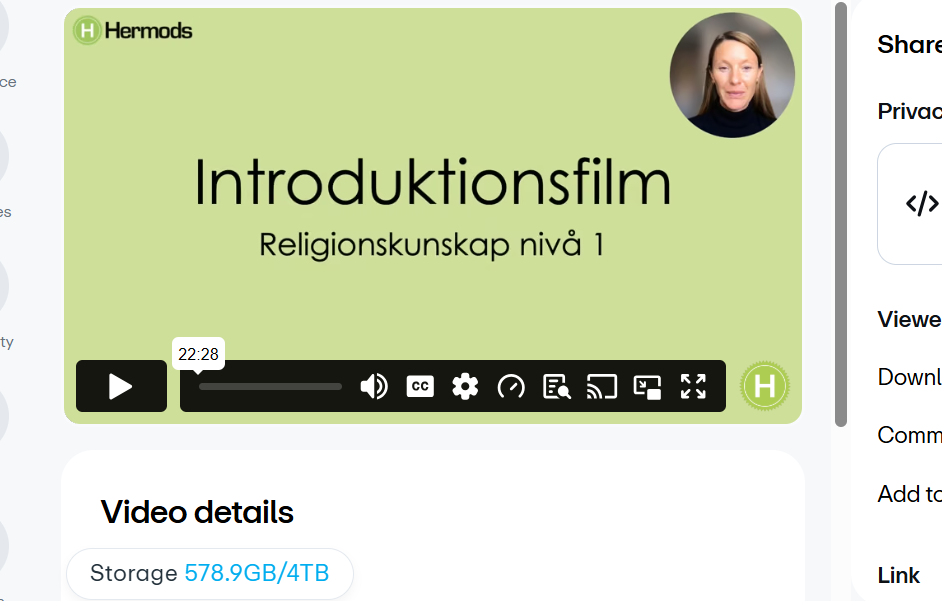 ce
es
ty
Hermods
Introduktionsfilm
Religionskunskap nivå 1
22:28
CC
H
Video details
Storage 578.9GB/4TB
Share
Privac
</>
Viewe
Downl
Comm
Add to
Link